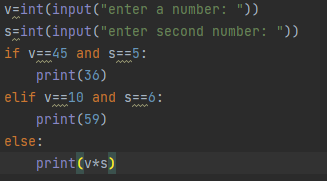 v=int(input("enter a number: "))
s=int(input("enter second number: "))
if v==45 and s==5:
    print(36)
elif v==10 and s==6:
    print(59)
else:
    print(v*s)